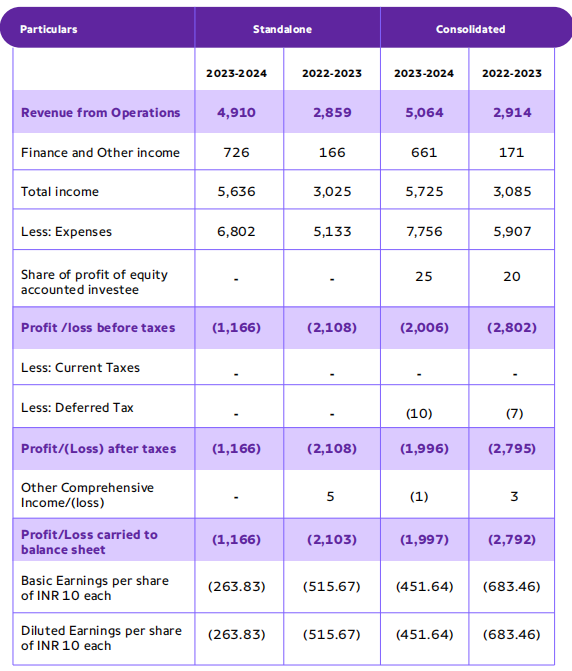 Particulars Standalone Consolidated
2023-2024 2022-2023 2023-2024 2022-2023
Revenue from Operations 4,910 2,859 5,064 2,914
Finance and Other income 726 166 661 171
Total income 5,636 3,025 5,725 3,085
Less: Expenses 6,802 5,133 7,756 5,907
Share of profit of equity
accounted investee - - 25 20
Profit /loss before taxes (1,166) (2,108) (2,006) (2,802)
Less: Current Taxes - - - -
Less: Deferred Tax - - (10) (7)
Profit/(Loss) after taxes (1,166) (2,108) (1,996) (2,795)
Other Comprehensive
Income/(loss) - 5 (1) 3
Profit/Loss carried to
balance sheet (1,166) (2,103) (1,997) (2,792)
Basic Earnings per share
of INR 10 each (263.83) (515.67) (451.64) (683.46)
Diluted Earnings per share
of INR 10 each (263.83) (515.67) (451.64) (683.46)